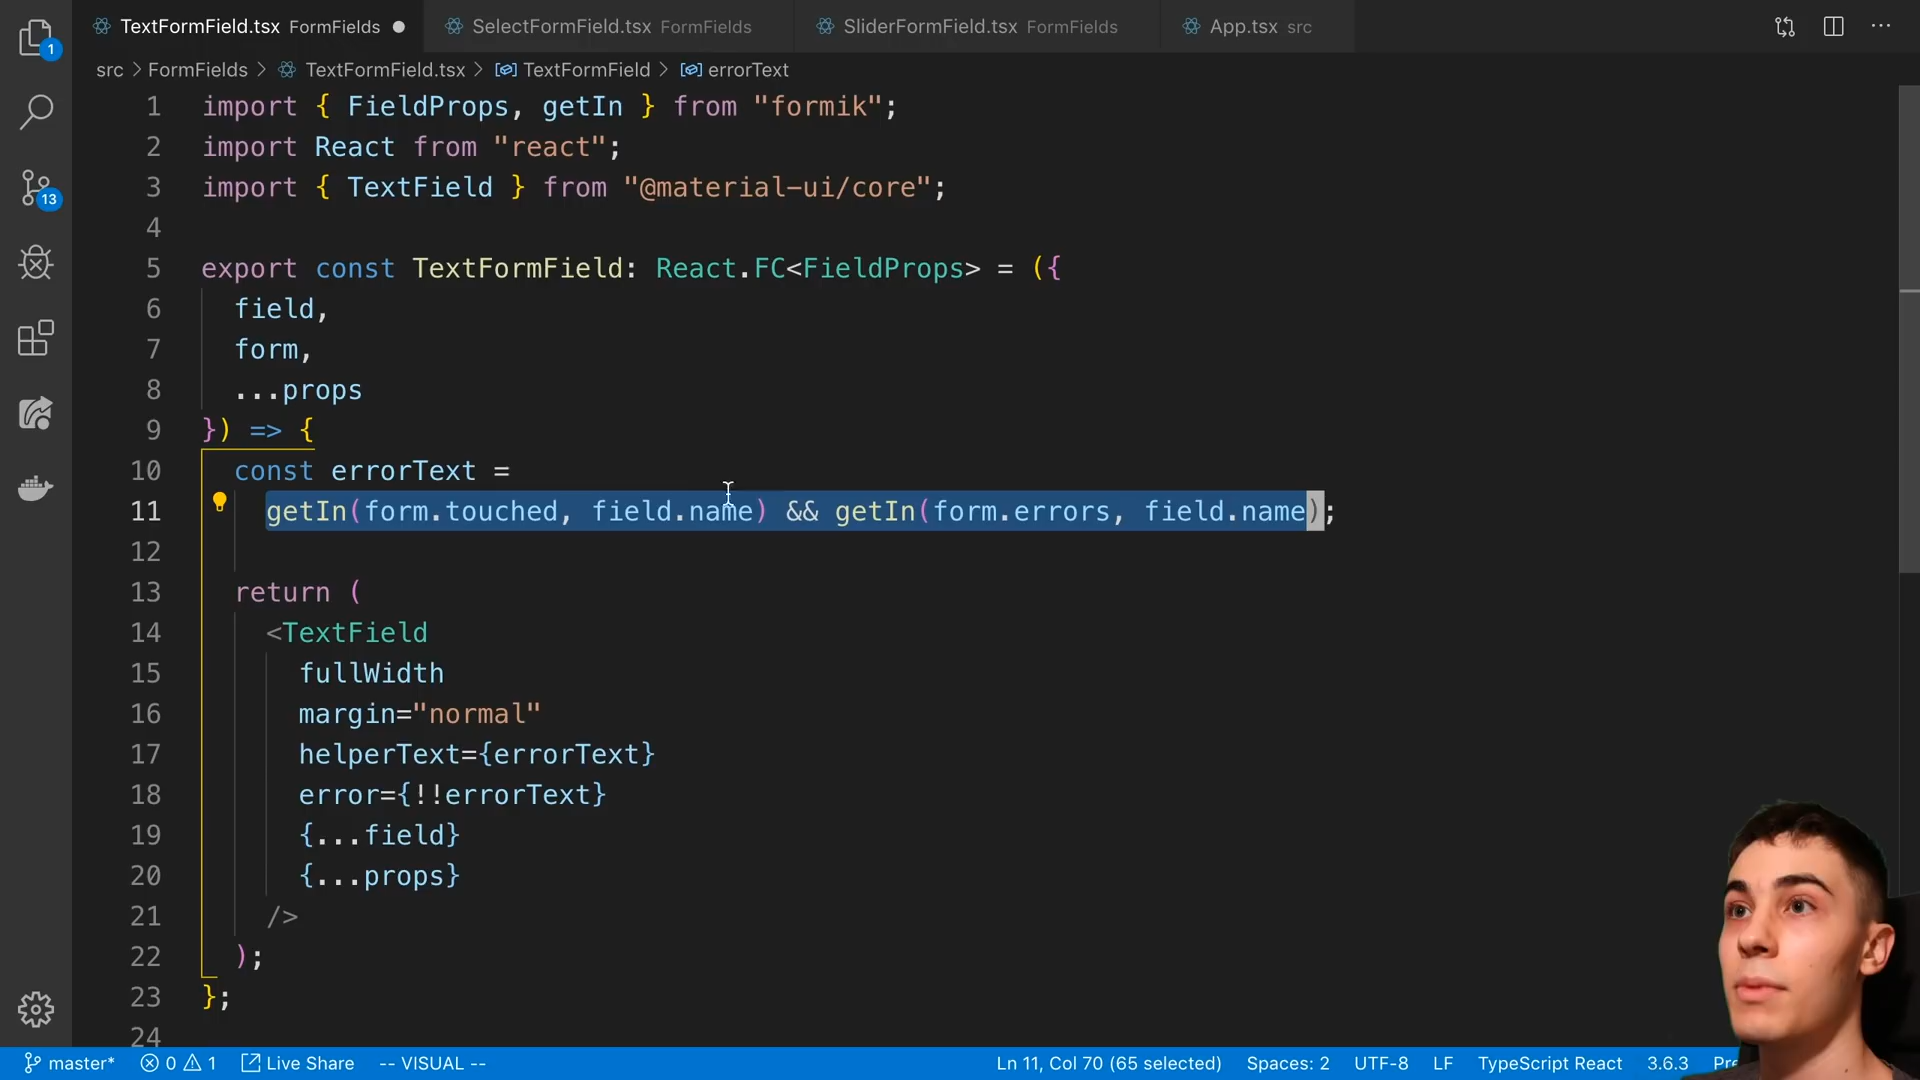 TextFormField.tsx FormFields SelectFormField.tsx FormFields SliderFormField.tsx FormFields App.tsx src
1
src > FormFields > TextFormField.tsx > TextFormField > errorText
1 import { FieldProps, getIn } from "formik";
2 import React from "react";
3 import { TextField } from "@material-ui/core";
13
4
5 export const TextFormField: React.FC<FieldProps> = ({
6 field,
7 form,
8 ...props
9 }) => {
10 const errorText =
11 getIn(form.touched, field.name) && getIn(form.errors, field.name);
12
13 return (
14 <TextField
15 fullWidth
16 margin="normal"
17 helperText={errorText}
18 error={!!errorText}
19 {...field}
20 {...props}
21 />
22 );
23 };
24
master* 0 1 Live Share -- VISUAL -- Ln 11, Col 70 (65 selected) Spaces: 2 UTF-8 LF TypeScript React 3.6.3